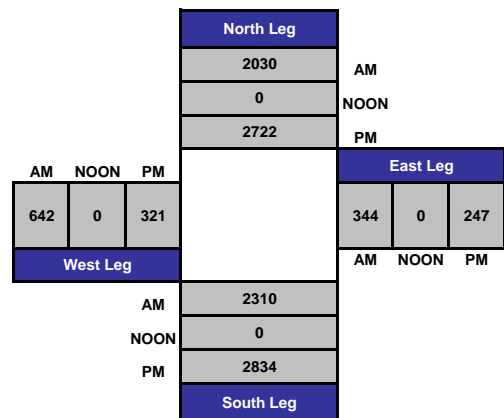 North Leg
2030 AM
0 NOON
2722 PM
AM NOON PM
East Leg
642 0 321
344 0 247
West Leg
AM NOON PM
AM 2310
NOON 0
PM 2834
South Leg